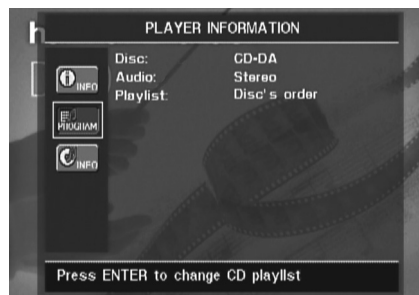 h
PLAYER INFORMATION
Disc: CD-DA
Audio: Stereo
Playlist: Disc's order
INFO
PROGRAM
INFO
Press ENTER to change CD playlist